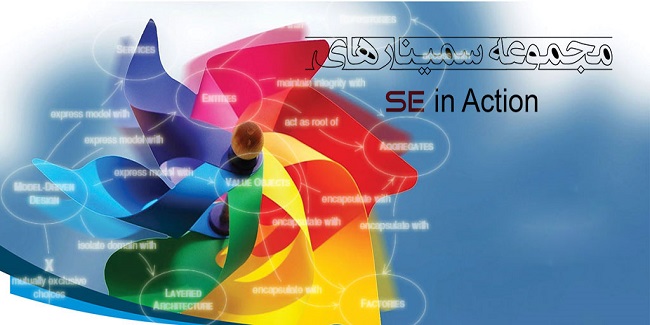 مجموعه سمینارهای
SE in Action
SERVICES
ENTITIES
maintain integrity with
act as root of
express model with
express model with
AGGREGATES
express model with
VALUE OBJECTS
MODEL-DRIVEN
DESIGN
encapsulate with
encapsulate with
encapsulate with
isolate domain with
X
mutually exclusive
choices
LAYERED
ARCHITECTURE
encapsulate with
FACTORIES